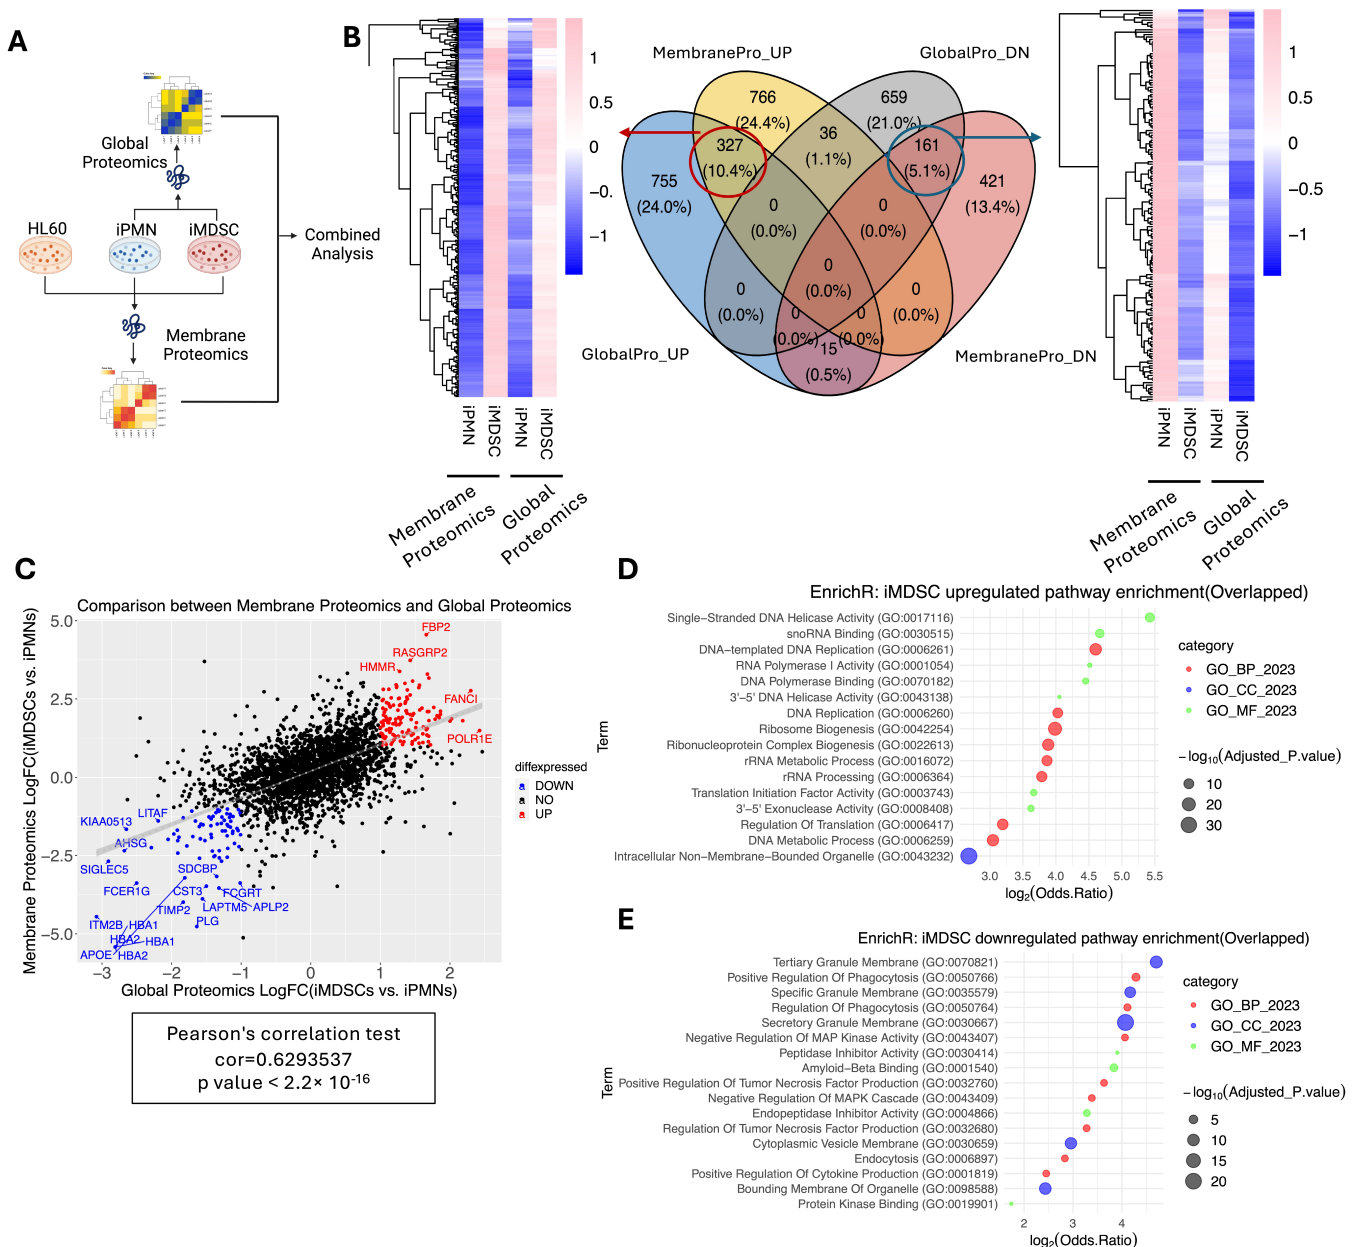 A
Global
Proteomics
HL60
iPMN
iMDSC
Combined
Analysis
Membrane
Proteomics
B
1
0.5
0
−0.
−1
iPMN
iMDSC
iPMN
iMDSC
Membrane
Proteomics
Global
Proteomics
MembranePro_UP
GlobalPro_DN
766
(24.4%)
659
(21.0%)
36
(1.1%)
327
(10.4%)
161
(5.1%)
755
(24.0%)
421
(13.4%)
0
(0.0%)
0
(0.0%)
0
(0.0%)
0
(0.0%)
0
(0.0%)
0
(0.0%)
0
(0.0%)
15
(0.5%)
GlobalPro_UP
MembranePro_DN
1
0.5
0
−0.5
−1
iPMN
iMDSC
iPMN
iMDSC
Membrane
Proteomics
Global
Proteomics
C
Comparison between Membrane Proteomics and Global Proteomics
Membrane Proteomics LogFC(iMDSCs vs. iPMNs)
5.0
2.5
0.0
−2.5
−5.0
FBP2
RASGRP2
HMMR
FANCI
POLR1E
LITAF
KIAA0513
AHSG
SIGLEC5
SDCBP
FCER1G
CST3
FCGRT
TIMP2
LAPTM5
APLP2
PLG
ITM2B
HBA1
HBA2
HBA1
APOE
HBA2
−3
−2
−1
0
1
2
Global Proteomics LogFC(iMDSCs vs. iPMNs)
diffexpressed
DOWN
NO
UP
Pearson's correlation test
cor=0.6293537
p value < 2.2× 10-16
D
EnrichR: iMDSC upregulated pathway enrichment(Overlapped)
Term
Single−Stranded DNA Helicase Activity (GO:0017116)
snoRNA Binding (GO:0030515)
DNA−templated DNA Replication (GO:0006261)
RNA Polymerase I Activity (GO:0001054)
DNA Polymerase Binding (GO:0070182)
3'−5' DNA Helicase Activity (GO:0043138)
DNA Replication (GO:0006260)
Ribosome Biogenesis (GO:0042254)
Ribonucleoprotein Complex Biogenesis (GO:0022613)
rRNA Metabolic Process (GO:0016072)
rRNA Processing (GO:0006364)
Translation Initiation Factor Activity (GO:0003743)
3'−5' Exonuclease Activity (GO:0008408)
Regulation Of Translation (GO:0006417)
DNA Metabolic Process (GO:0006259)
Intracellular Non−Membrane−Bounded Organelle (GO:0043232)
3.0
3.5
4.0
4.5
5.0
5.5
log2(Odds.Ratio)
category
GO_BP_2023
GO_CC_2023
GO_MF_2023
−log10(Adjusted_P.value)
10
20
30
E
EnrichR: iMDSC downregulated pathway enrichment(Overlapped)
Term
Tertiary Granule Membrane (GO:0070821)
Positive Regulation Of Phagocytosis (GO:0050766)
Specific Granule Membrane (GO:0035579)
Regulation Of Phagocytosis (GO:0050764)
Secretory Granule Membrane (GO:0030667)
Negative Regulation Of MAP Kinase Activity (GO:0043407)
Peptidase Inhibitor Activity (GO:0030414)
Amyloid−Beta Binding (GO:0001540)
Positive Regulation Of Tumor Necrosis Factor Production (GO:0032760)
Negative Regulation Of MAPK Cascade (GO:0043409)
Endopeptidase Inhibitor Activity (GO:0004866)
Regulation Of Tumor Necrosis Factor Production (GO:0032680)
Cytoplasmic Vesicle Membrane (GO:0030659)
Endocytosis (GO:0006897)
Positive Regulation Of Cytokine Production (GO:0001819)
Bounding Membrane Of Organelle (GO:0098588)
Protein Kinase Binding (GO:0019901)
2
3
4
log2(Odds.Ratio)
category
GO_BP_2023
GO_CC_2023
GO_MF_2023
−log10(Adjusted_P.value)
5
10
15
20